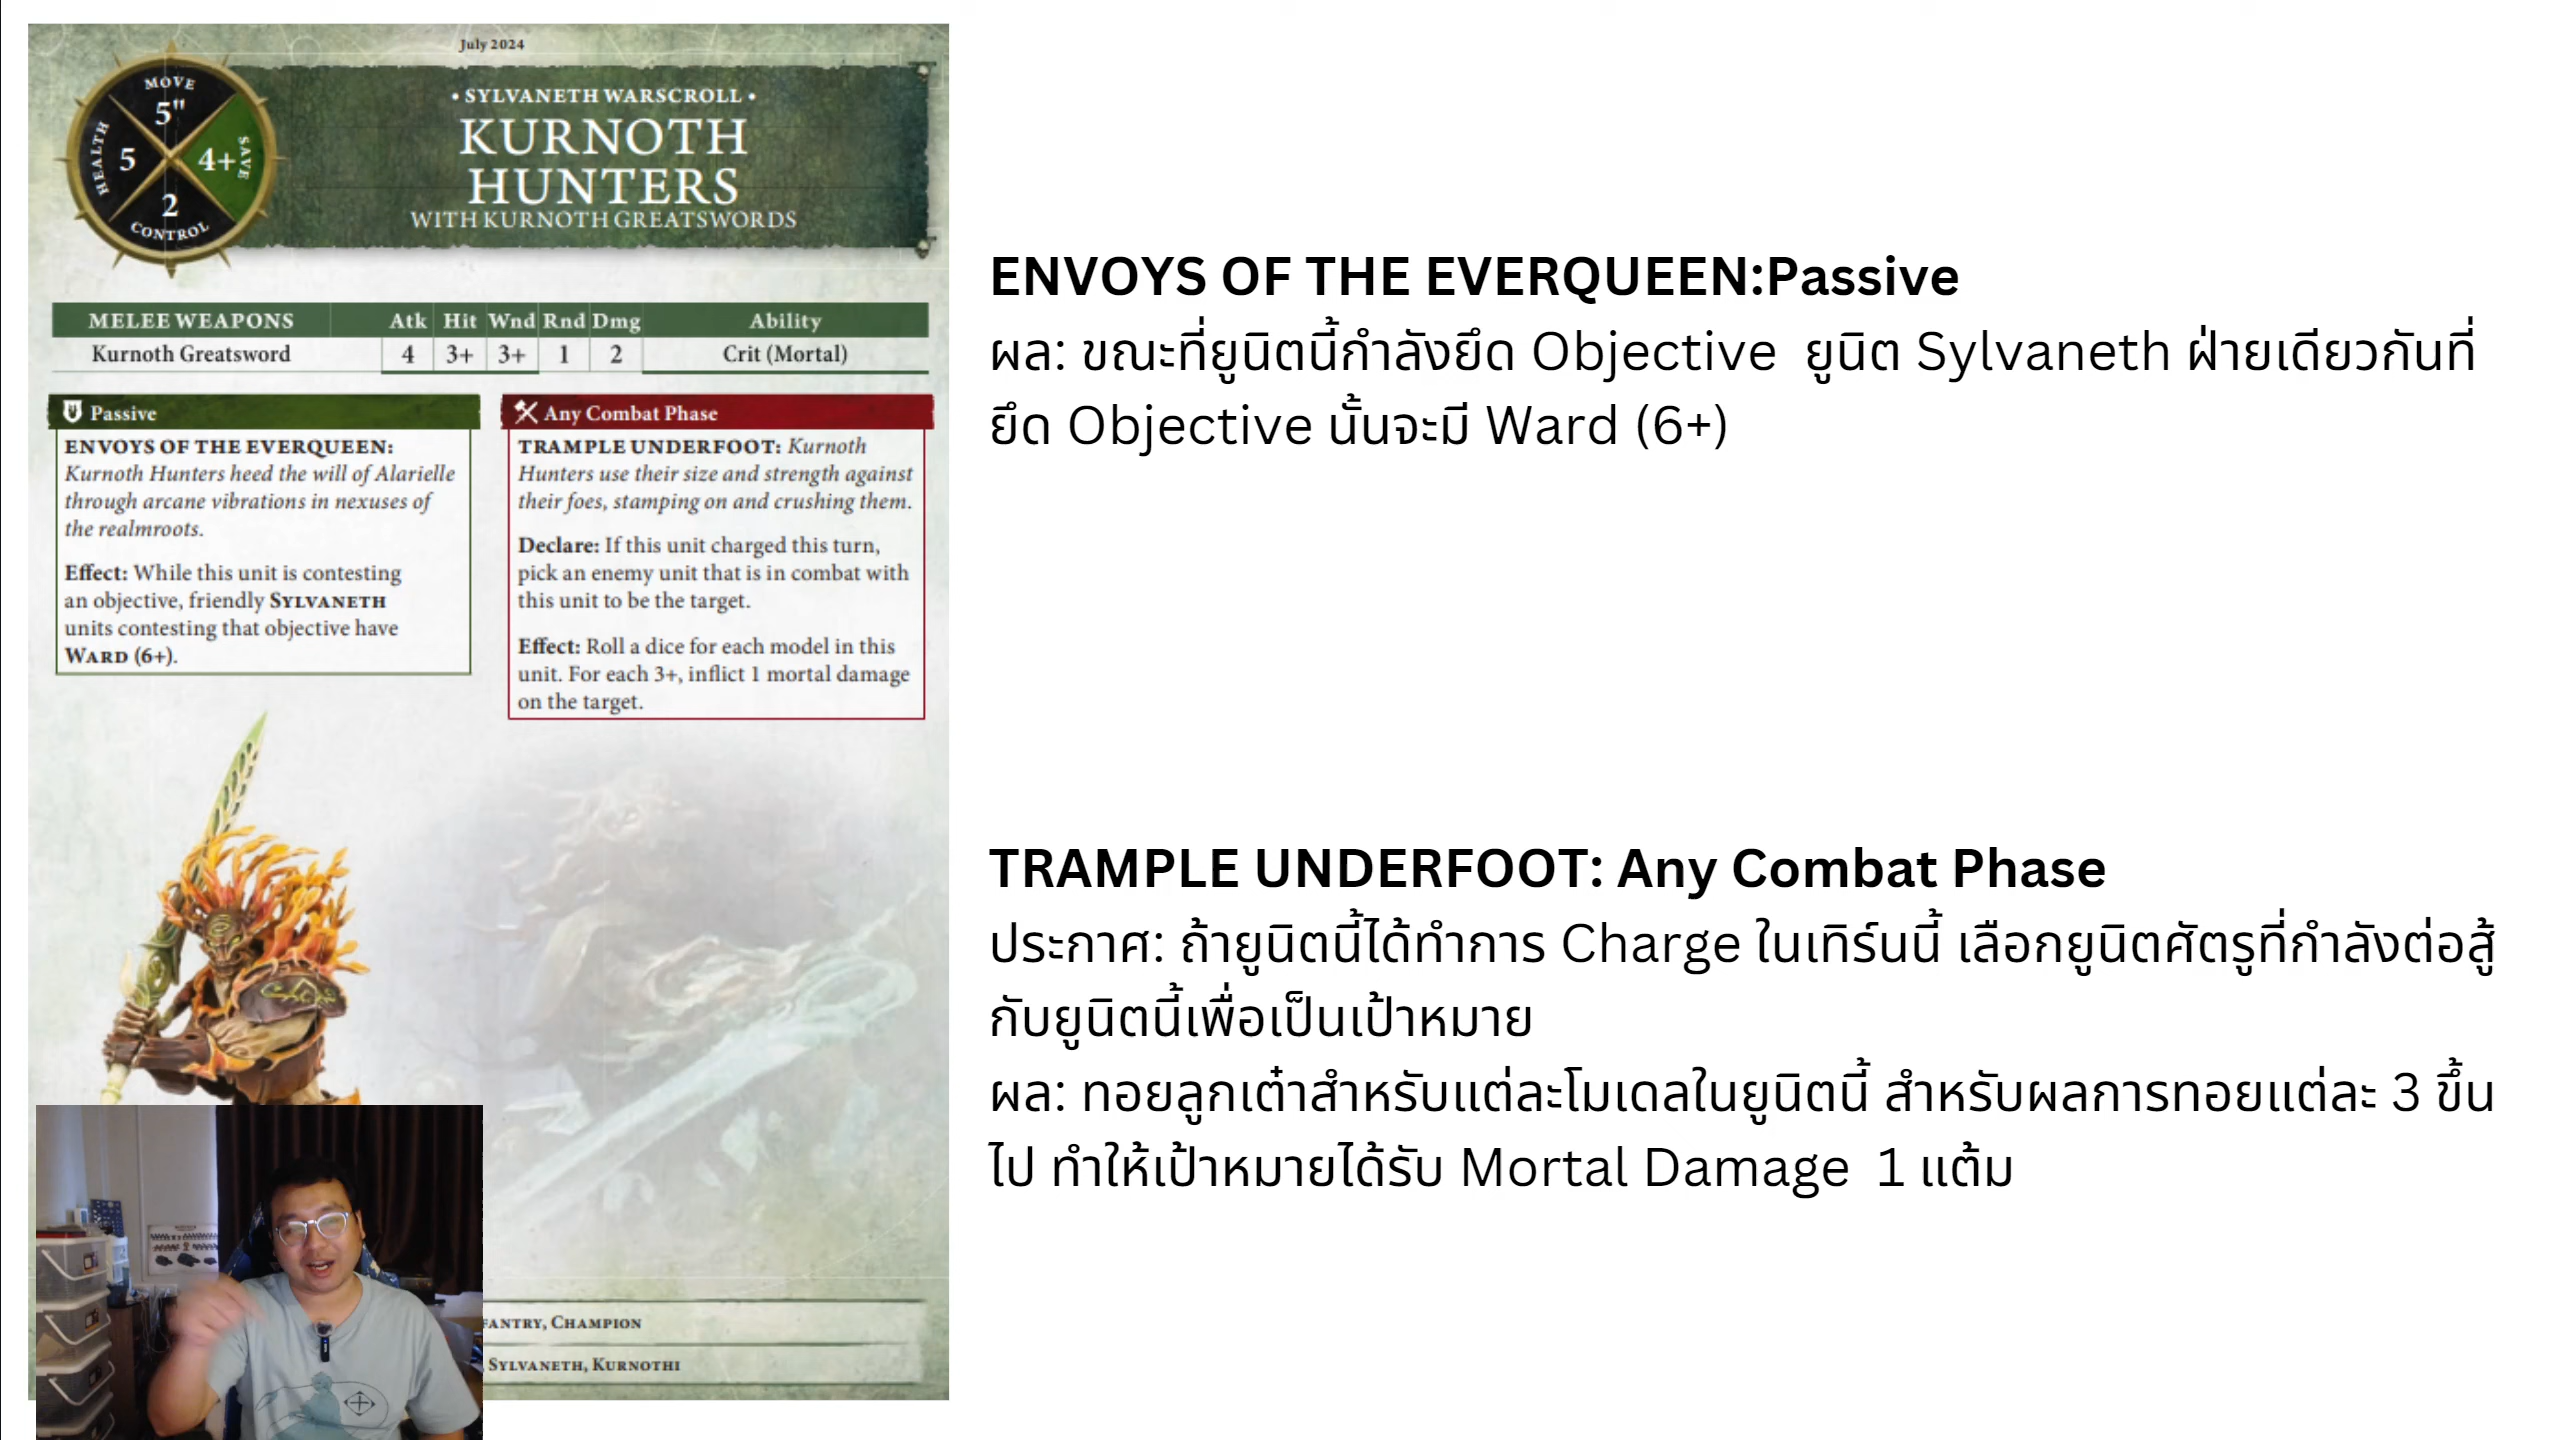 July 2024
MOVE
5"
HEALTH
5
4+
SAVE
2
CONTROL
• SYLVANETH WARSCROLL •
KURNOTH
HUNTERS
WITH KURNOTH GREATSWORDS
MELEE WEAPONS Atk Hit Wnd Rnd Dmg Ability
Kurnoth Greatsword 4 3+ 3+ 1 2 Crit (Mortal)
Passive
ENVOYS OF THE EVERQUEEN:
Kurnoth Hunters heed the will of Alarielle
through arcane vibrations in nexuses of
the realmroots.
Effect: While this unit is contesting
an objective, friendly SYLVANETH
units contesting that objective have
WARD (6+).
Any Combat Phase
TRAMPLE UNDERFOOT: Kurnoth
Hunters use their size and strength against
their foes, stamping on and crushing them.
Declare: If this unit charged this turn,
pick an enemy unit that is in combat with
this unit to be the target.
Effect: Roll a dice for each model in this
unit. For each 3+, inflict 1 mortal damage
on the target.
FANTRY, CHAMPION
SYLVANETH, KURNOTHI
ENVOYS OF THE EVERQUEEN:Passive
ผล: ขณะที่ยูนิตนี้กำลังยึด Objective ยูนิต Sylvaneth ฝ่ายเดียวกันที่
ยึด Objective นั้นจะมี Ward (6+)
TRAMPLE UNDERFOOT: Any Combat Phase
ประกาศ: ถ้ายูนิตนี้ได้ทำการ Charge ในเทิร์นนี้ เลือกยูนิตศัตรูที่กำลังต่อสู้
กับยูนิตนี้เพื่อเป็นเป้าหมาย
ผล: ทอยลูกเต๋าสำหรับแต่ละโมเดลในยูนิตนี้ สำหรับผลการทอยแต่ละ 3 ขึ้น
ไป ทำให้เป้าหมายได้รับ Mortal Damage 1 แต้ม